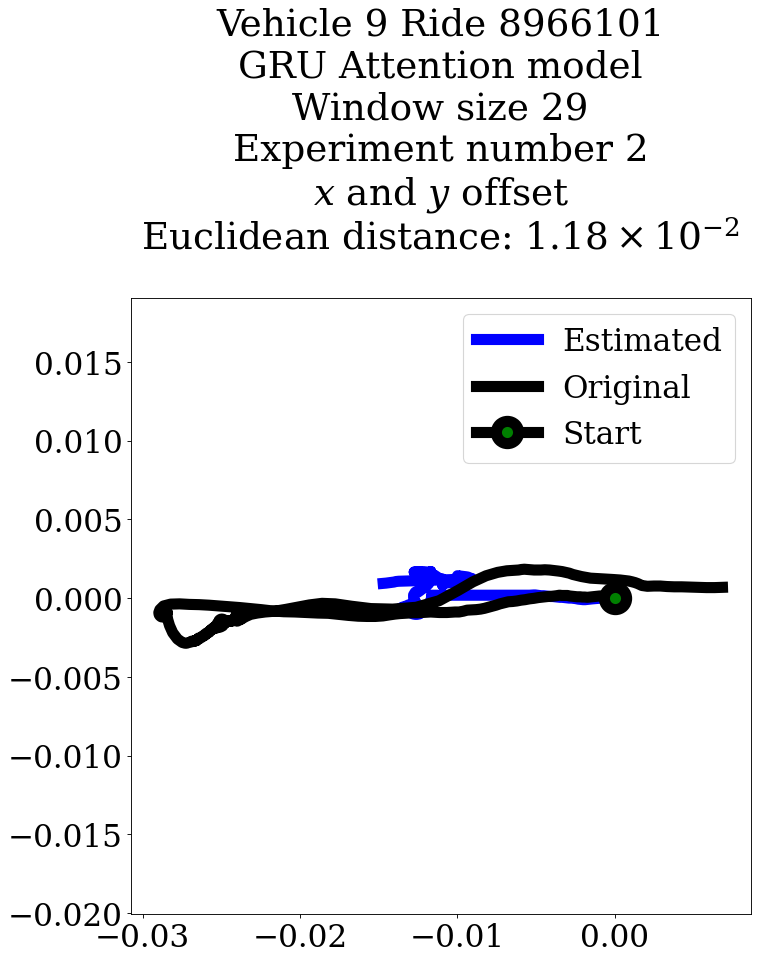 Vehicle 9 Ride 8966101
GRU Attention model
Window size 29
Experiment number 2
x and y offset
Euclidean distance: 1.18 × 10⁻²
Estimated
Original
Start
0.015
0.010
0.005
0.000
−0.005
−0.010
−0.015
−0.020
−0.03 −0.02 −0.01 0.00